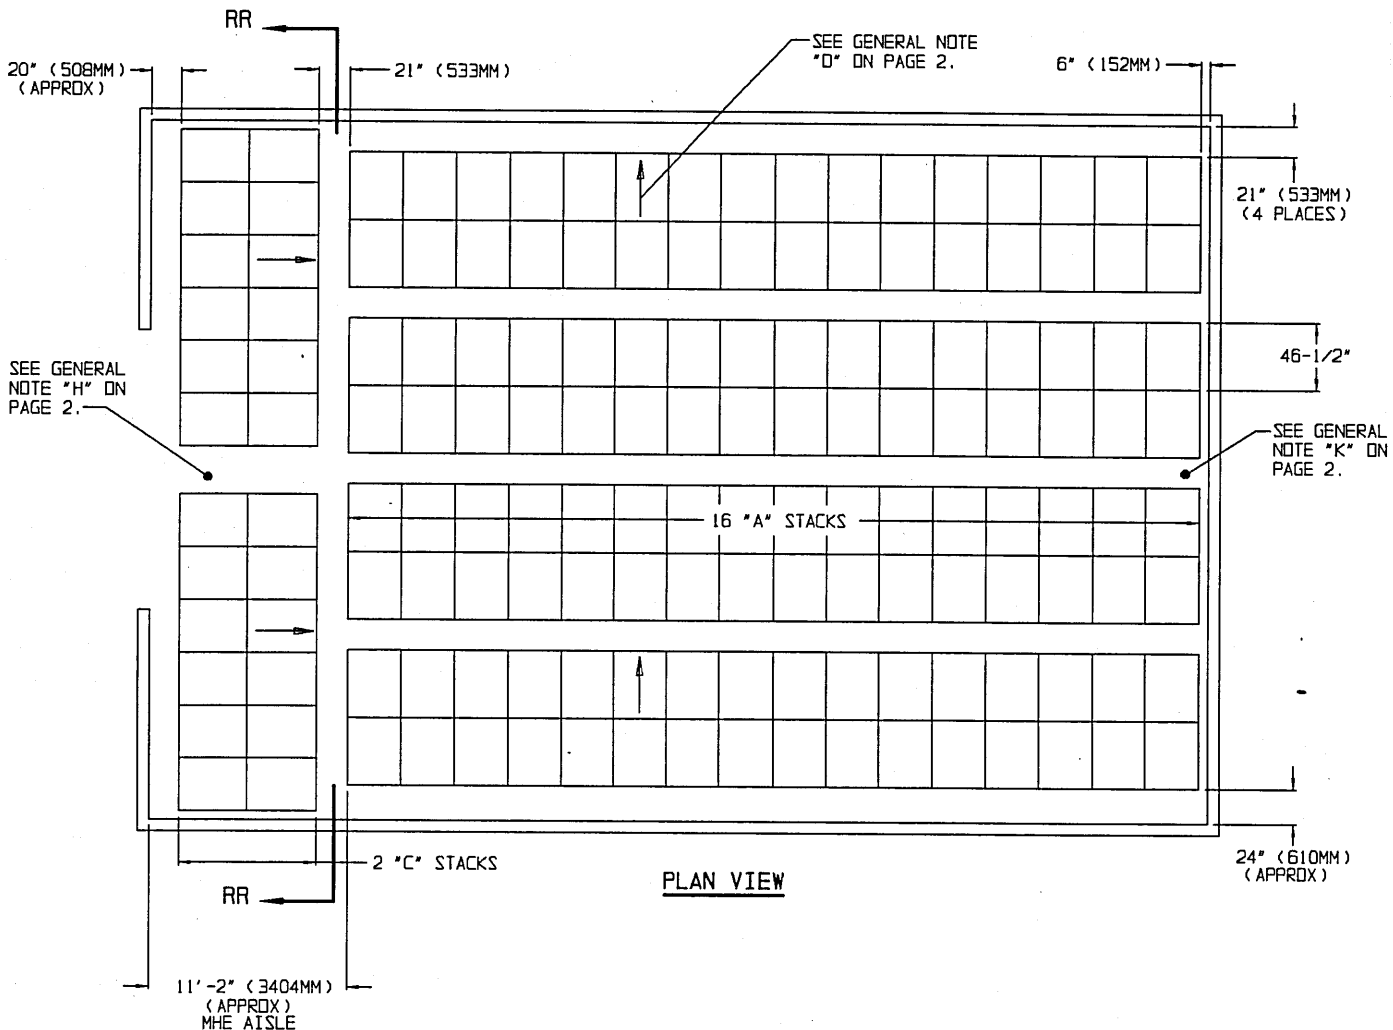 RR
20" (508MM)
(APPROX)
21" (533MM)
SEE GENERAL NOTE
"D" ON PAGE 2.
6" (152MM)
21" (533MM)
(4 PLACES)
46-1/2"
SEE GENERAL
NOTE "H" ON
PAGE 2.
SEE GENERAL
NOTE "K" ON
PAGE 2.
16 "A" STACKS
2 "C" STACKS
24" (610MM)
(APPROX)
PLAN VIEW
RR
11'-2" (3404MM)
(APPROX)
MHE AISLE